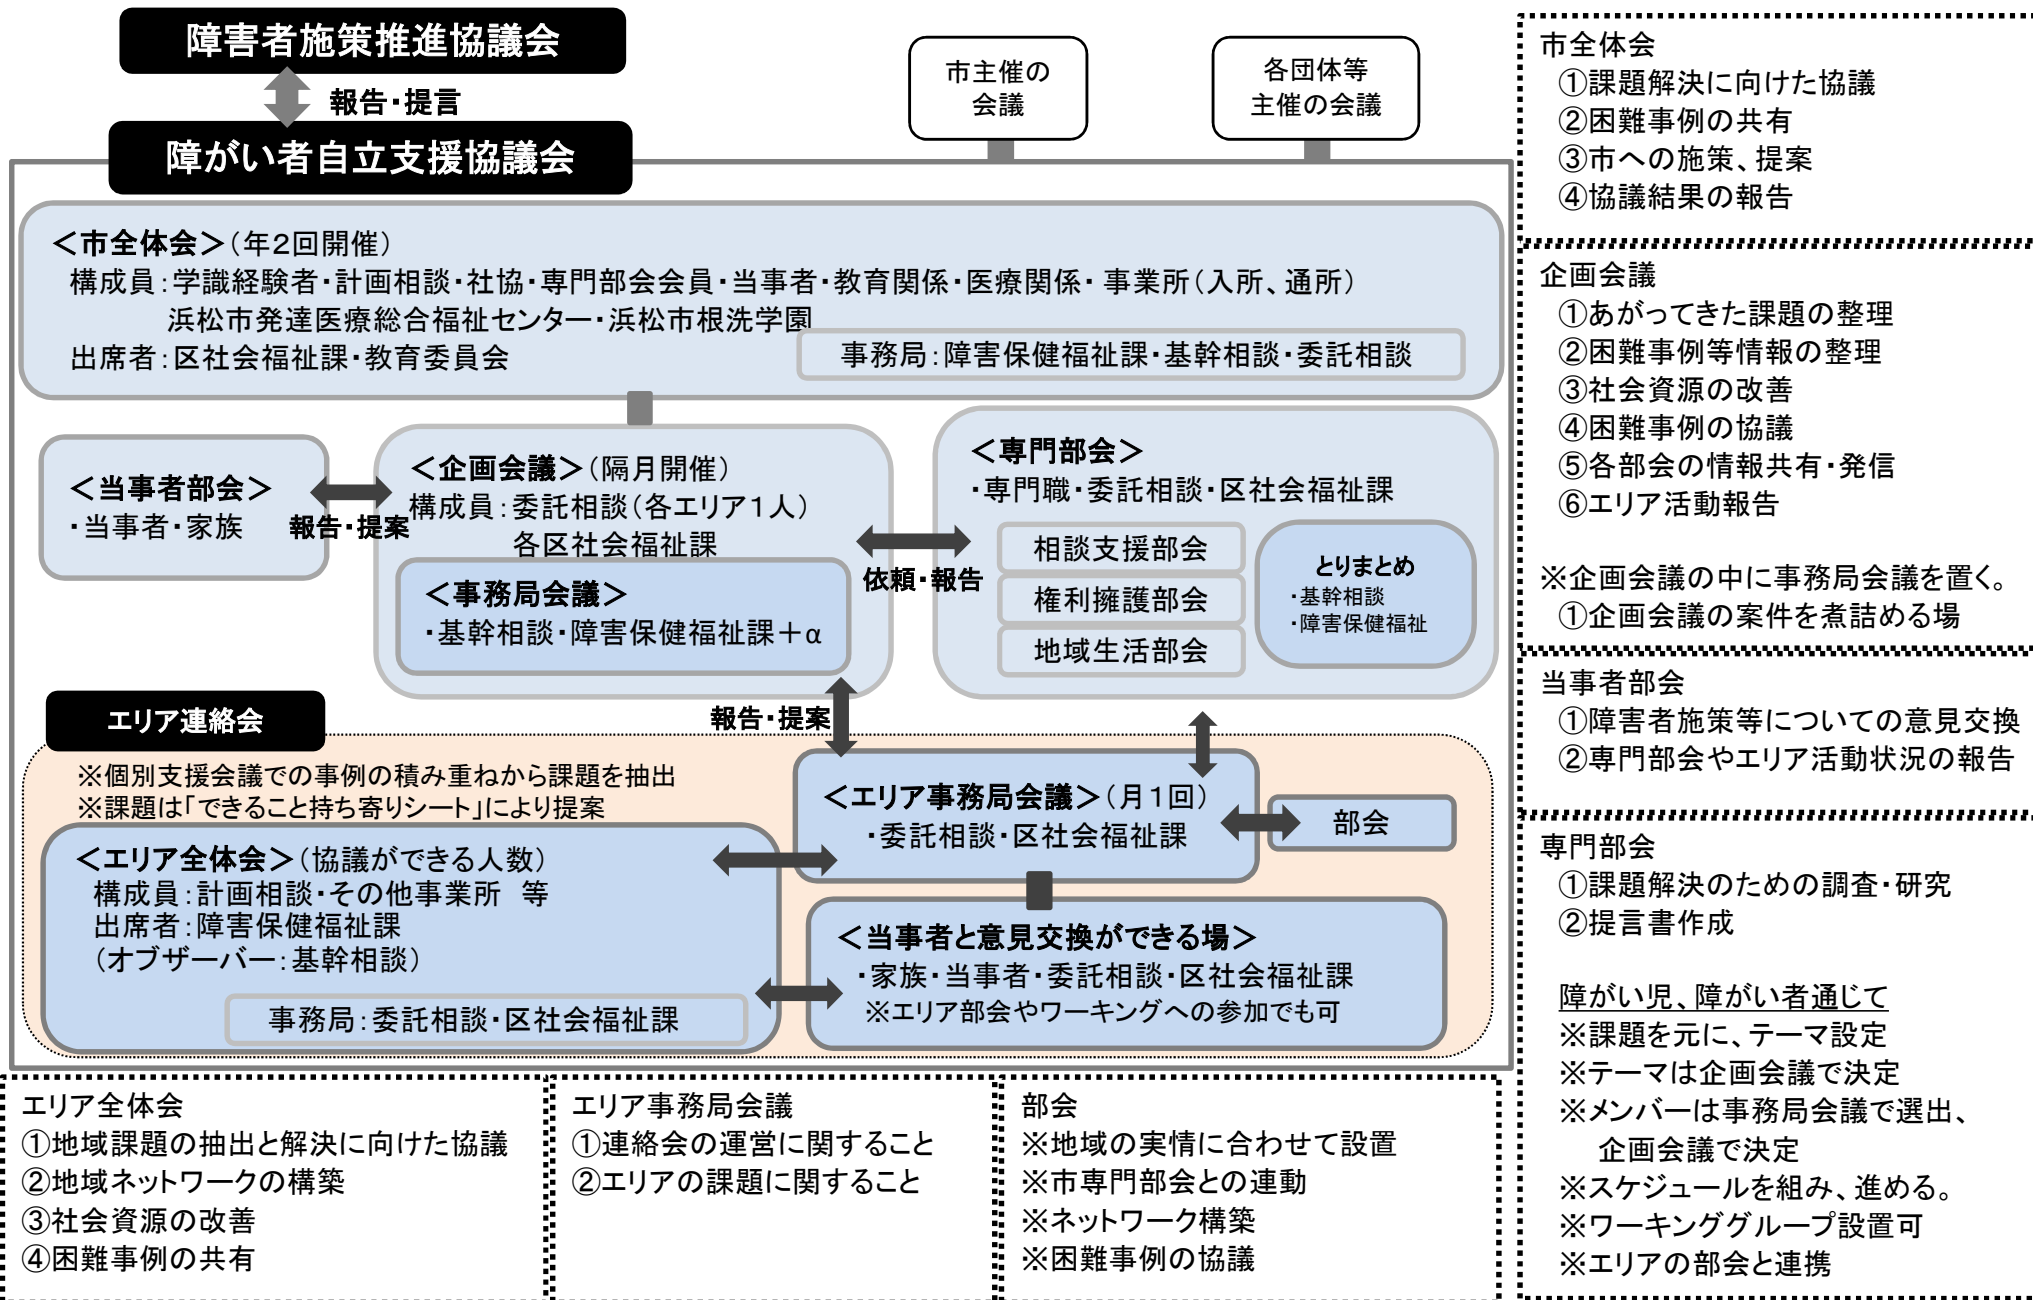 障害者施策推進協議会
報告・提言
障がい者自立支援協議会
市主催の
会議
各団体等
主催の会議
＜市全体会＞（年２回開催）
構成員：学識経験者・計画相談・社協・専門部会会員・当事者・教育関係・医療関係・事業所（入所、通所）
浜松市発達医療総合福祉センター・浜松市根洗学園
出席者：区社会福祉課・教育委員会
事務局：障害保健福祉課・基幹相談・委託相談
＜当事者部会＞
・当事者・家族
報告・提案
＜企画会議＞（隔月開催）
構成員：委託相談（各エリア１人）
各区社会福祉課
＜事務局会議＞
・基幹相談・障害保健福祉課＋α
依頼・報告
＜専門部会＞
・専門職・委託相談・区社会福祉課
相談支援部会
権利擁護部会
地域生活部会
とりまとめ
・基幹相談
・障害保健福祉
報告・提案
エリア連絡会
※個別支援会議での事例の積み重ねから課題を抽出
※課題は「できること持ち寄りシート」により提案
＜エリア事務局会議＞（月１回）
・委託相談・区社会福祉課
部会
＜エリア全体会＞（協議ができる人数）
構成員：計画相談・その他事業所　等
出席者：障害保健福祉課
（オブザーバー：基幹相談）
事務局：委託相談・区社会福祉課
＜当事者と意見交換ができる場＞
・家族・当事者・委託相談・区社会福祉課
※エリア部会やワーキングへの参加でも可
市全体会
①課題解決に向けた協議
②困難事例の共有
③市への施策、提案
④協議結果の報告
企画会議
①あがってきた課題の整理
②困難事例等情報の整理
③社会資源の改善
④困難事例の協議
⑤各部会の情報共有・発信
⑥エリア活動報告
※企画会議の中に事務局会議を置く。
①企画会議の案件を煮詰める場
当事者部会
①障害者施策等についての意見交換
②専門部会やエリア活動状況の報告
専門部会
①課題解決のための調査・研究
②提言書作成
障がい児、障がい者通じて
※課題を元に、テーマ設定
※テーマは企画会議で決定
※メンバーは事務局会議で選出、
企画会議で決定
※スケジュールを組み、進める。
※ワーキンググループ設置可
※エリアの部会と連携
エリア全体会
①地域課題の抽出と解決に向けた協議
②地域ネットワークの構築
③社会資源の改善
④困難事例の共有
エリア事務局会議
①連絡会の運営に関すること
②エリアの課題に関すること
部会
※地域の実情に合わせて設置
※市専門部会との連動
※ネットワーク構築
※困難事例の協議